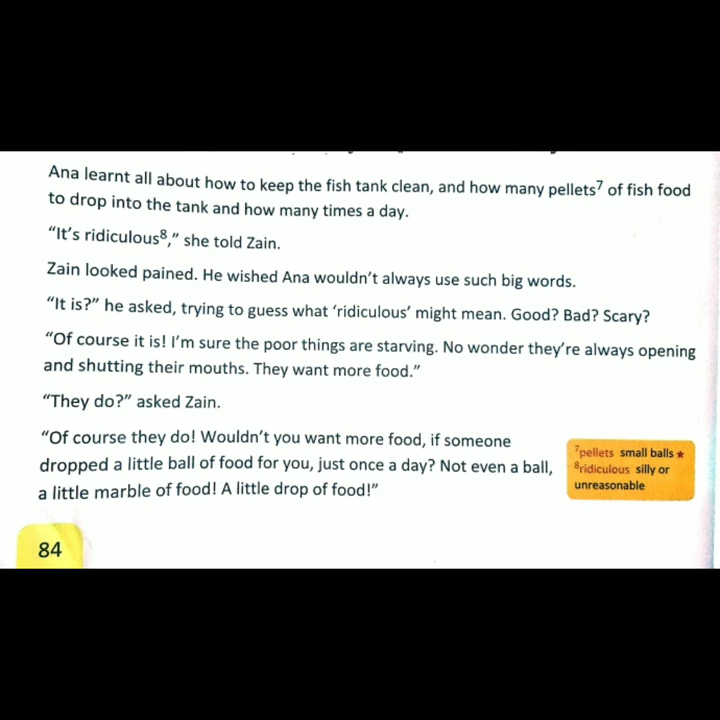 Ana learnt all about how to keep the fish tank clean, and how many pellets⁷ of fish food
to drop into the tank and how many times a day.
“It’s ridiculous⁸,” she told Zain.
Zain looked pained. He wished Ana wouldn’t always use such big words.
“It is?” he asked, trying to guess what ‘ridiculous’ might mean. Good? Bad? Scary?
“Of course it is! I’m sure the poor things are starving. No wonder they’re always opening
and shutting their mouths. They want more food.”
“They do?” asked Zain.
“Of course they do! Wouldn’t you want more food, if someone
dropped a little ball of food for you, just once a day? Not even a ball,
a little marble of food! A little drop of food!”
⁷pellets small balls ★
⁸ridiculous silly or
unreasonable
84